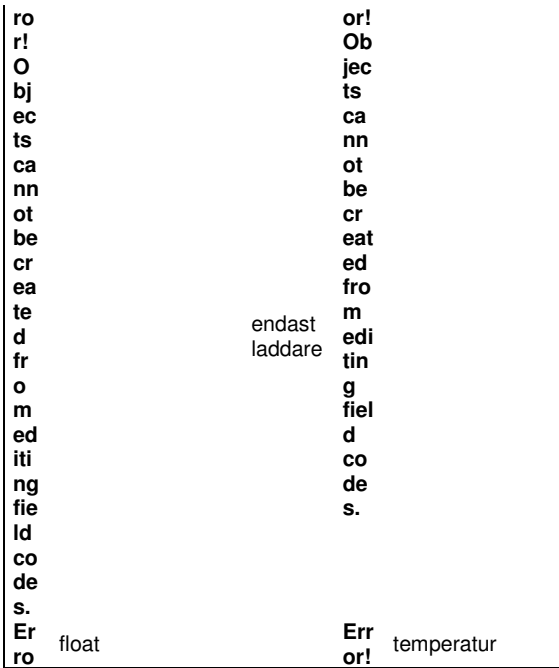 ro
r!
O
bj
ec
ts
ca
nn
ot
be
cr
ea
te
d
fr
o
m
ed
iti
ng
fie
ld
co
de
s.
endast
laddare
or!
Ob
jec
ts
ca
nn
ot
be
cr
eat
ed
fro
m
edi
tin
g
fiel
d
co
de
s.
Er
ro
float
Err
or!
temperatur